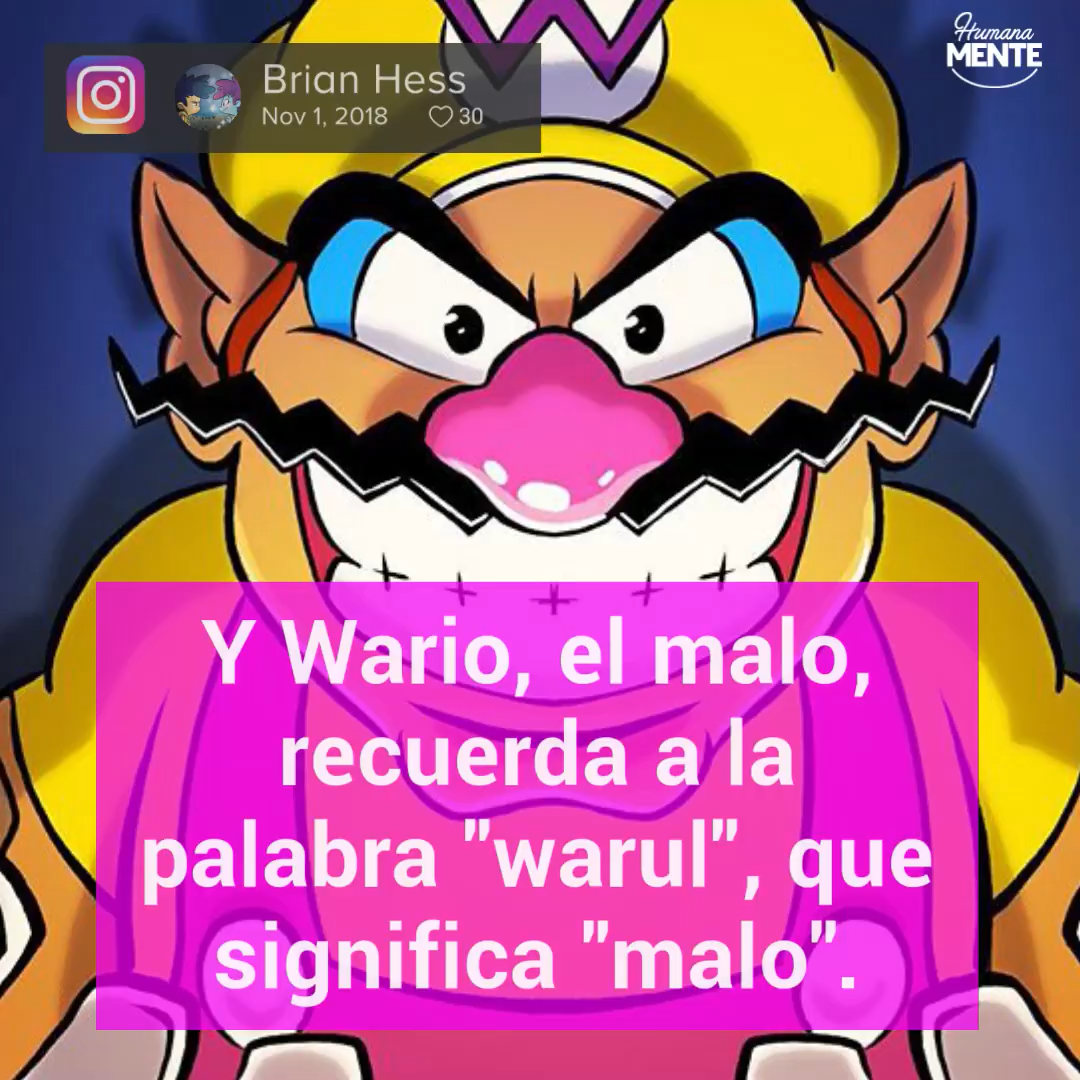 Brian Hess
Nov 1, 2018 30
Humana
MENTE
W
Y Wario, el malo,
recuerda a la
palabra "warul", que
significa "malo".